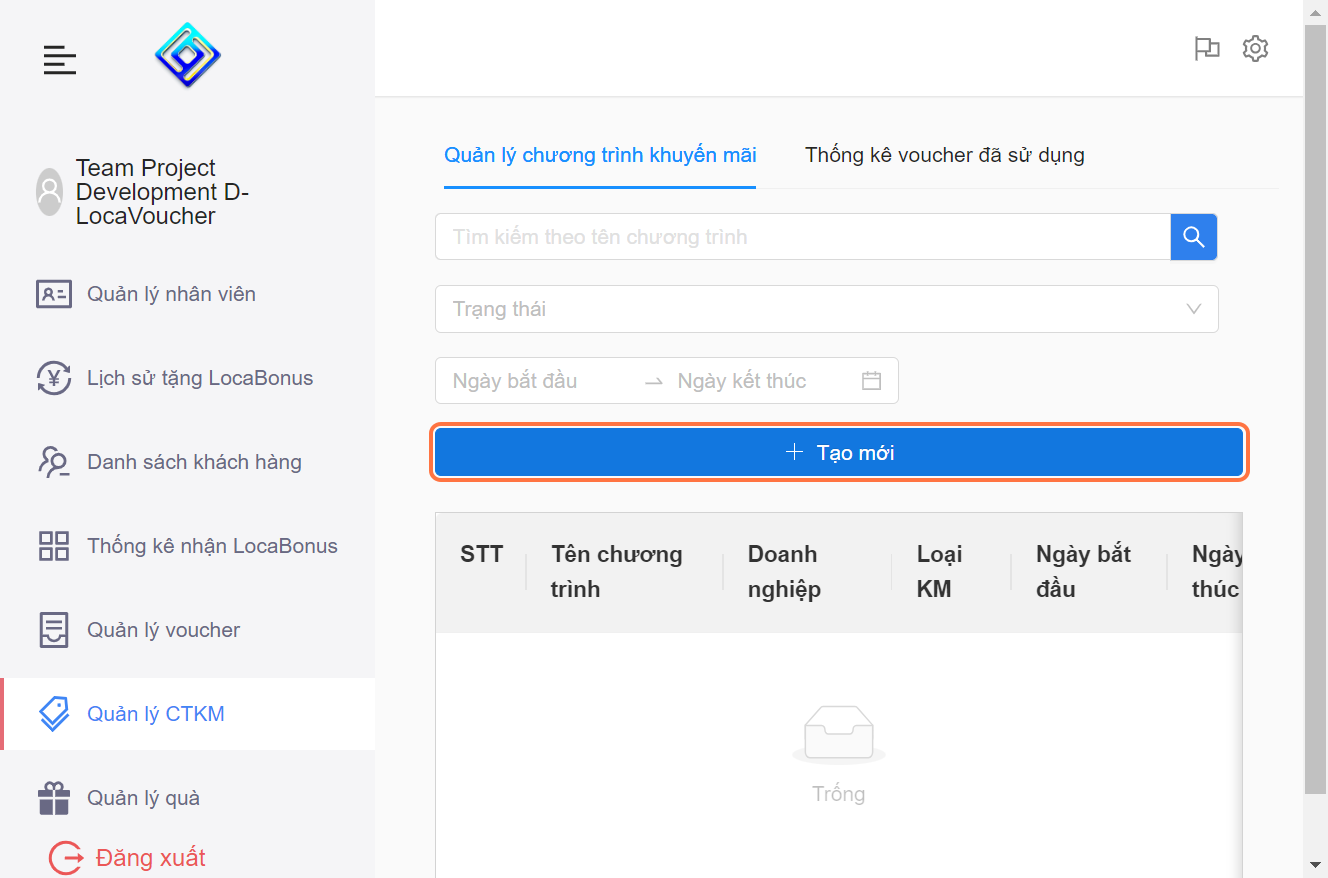 Team Project
Development D-
LocaVoucher
Quản lý nhân viên
Lịch sử tặng LocaBonus
Danh sách khách hàng
Thống kê nhận LocaBonus
Quản lý voucher
Quản lý CTKM
Quản lý quà
Đăng xuất
Quản lý chương trình khuyến mãi
Thống kê voucher đã sử dụng
Tìm kiếm theo tên chương trình
Trạng thái
Ngày bắt đầu
Ngày kết thúc
Tạo mới
STT
Tên chương
trình
Doanh
nghiệp
Loại
KM
Ngày bắt
đầu
Ngày
thúc
Trống